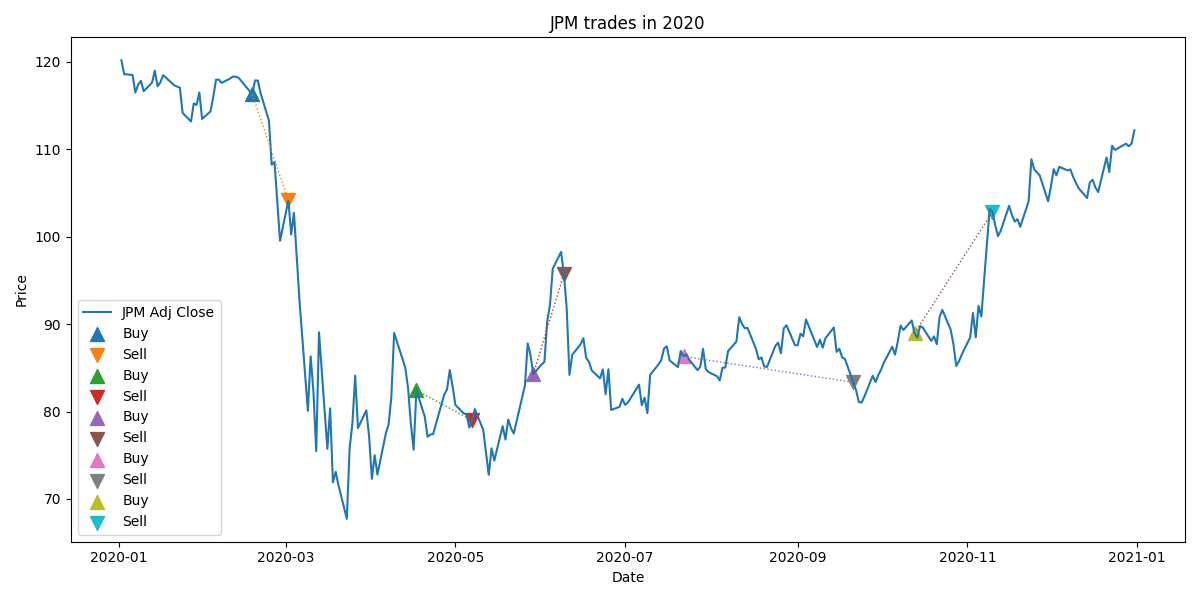 JPM trades in 2020
Price
120
110
100
90
80
70
JPM Adj Close
Buy
Sell
Buy
Sell
Buy
Sell
Buy
Sell
Buy
Sell
2020-01
2020-03
2020-05
2020-07
2020-09
2020-11
2021-01
Date